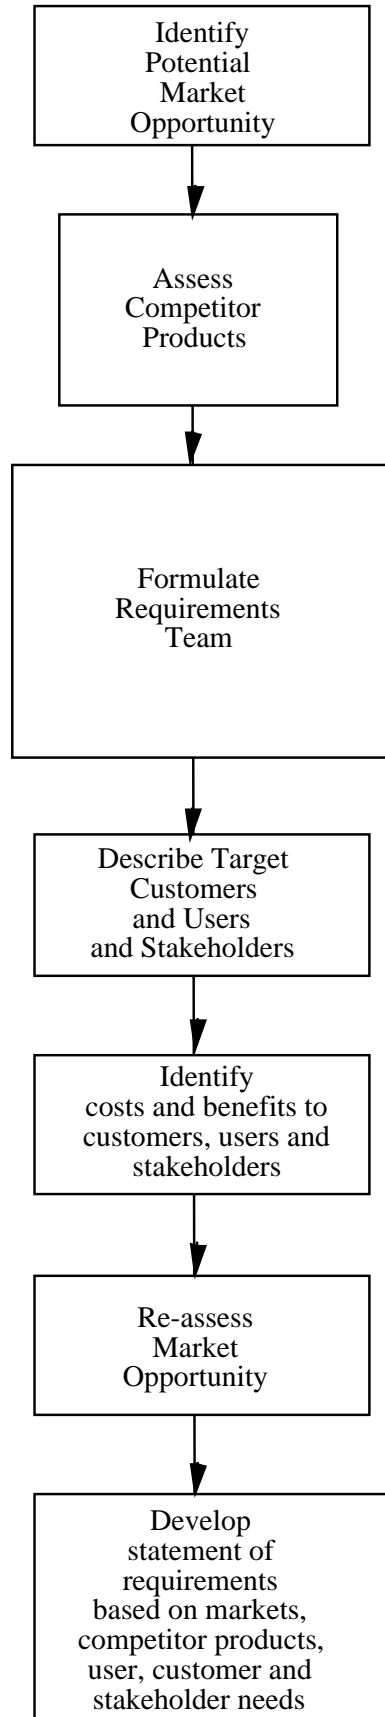 Identify
Potential
Market
Opportunity
Assess
Competitor
Products
Formulate
Requirements
Team
Describe Target
Customers
and Users
and Stakeholders
Identify
costs and benefits to
customers, users and
stakeholders
Re-assess
Market
Opportunity
Develop
statement of
requirements
based on markets,
competitor products,
user, customer and
stakeholder needs